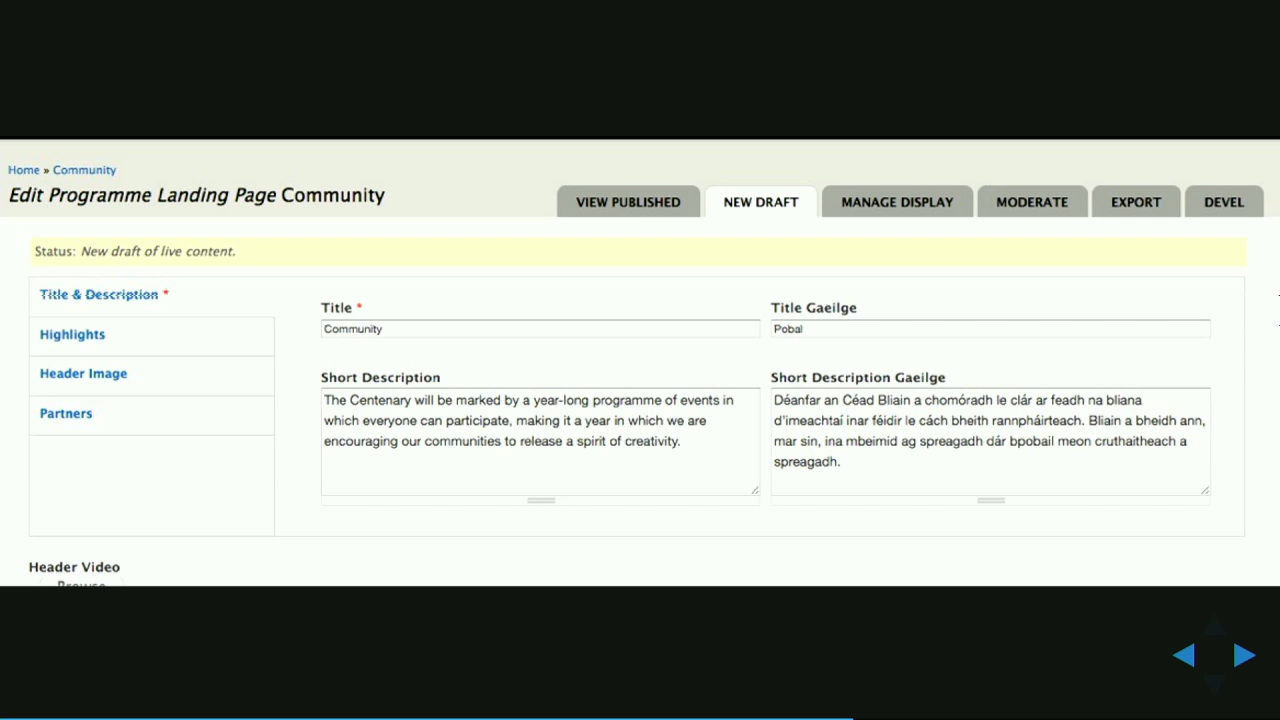 Home » Community
Edit Programme Landing Page Community
VIEW PUBLISHED
NEW DRAFT
MANAGE DISPLAY
MODERATE
EXPORT
DEVEL
Status: New draft of live content.
Title & Description *
Highlights
Header Image
Partners
Title *
Community
Title Gaeilge
Pobal
Short Description
The Centenary will be marked by a year-long programme of events in
which everyone can participate, making it a year in which we are
encouraging our communities to release a spirit of creativity.
Short Description Gaeilge
Déanfar an Céad Bliain a chomóradh le clár ar feadh na bliana
d'imeachtaí inar féidir le cách bheith rannpháirteach. Bliain a bheidh ann,
mar sin, ina mbeimid ag spreagadh dár bpobail meon cruthaitheach a
spreagadh.
Header Video
Browse